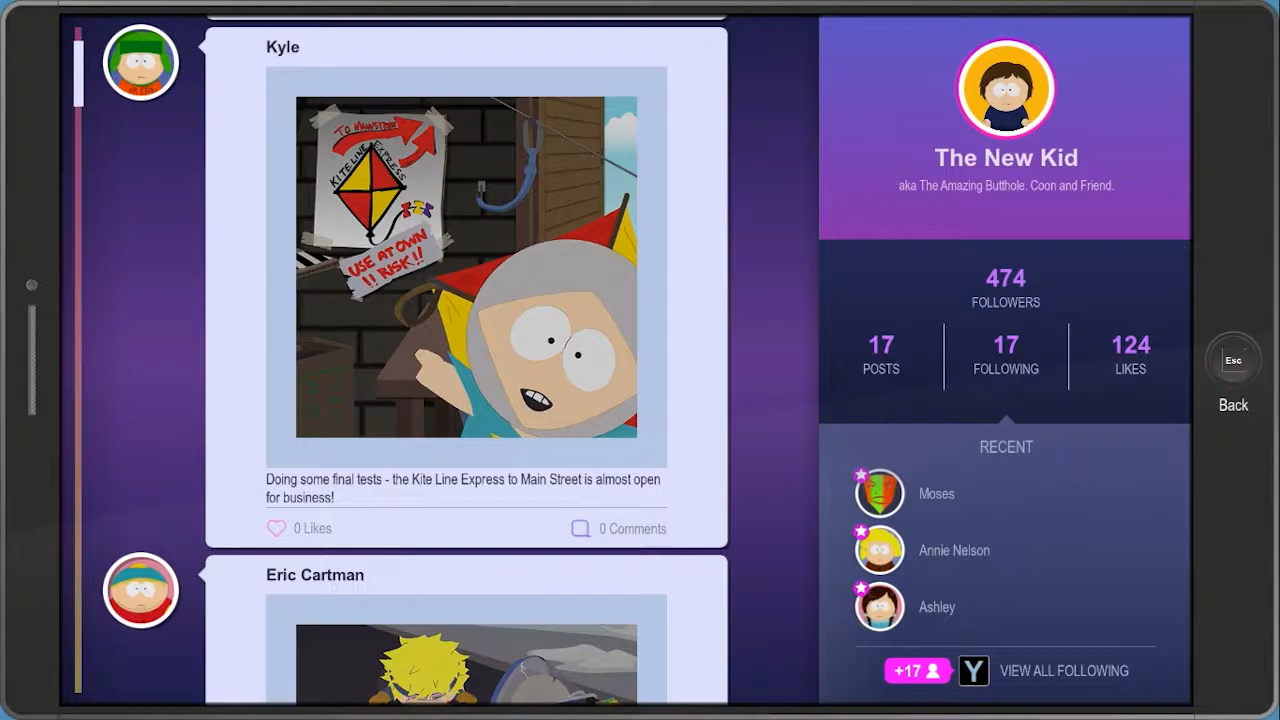 Kyle
TO MAINSTREET
KITE LINE EXPRESS
USE AT OWN
!! RISK !!
Doing some final tests - the Kite Line Express to Main Street is almost open
for business!
0 Likes
0 Comments
Eric Cartman
The New Kid
aka The Amazing Butthole. Coon and Friend.
474
FOLLOWERS
17
POSTS
17
FOLLOWING
124
LIKES
RECENT
Moses
Annie Nelson
Ashley
+17
Y
VIEW ALL FOLLOWING
Esc
Back